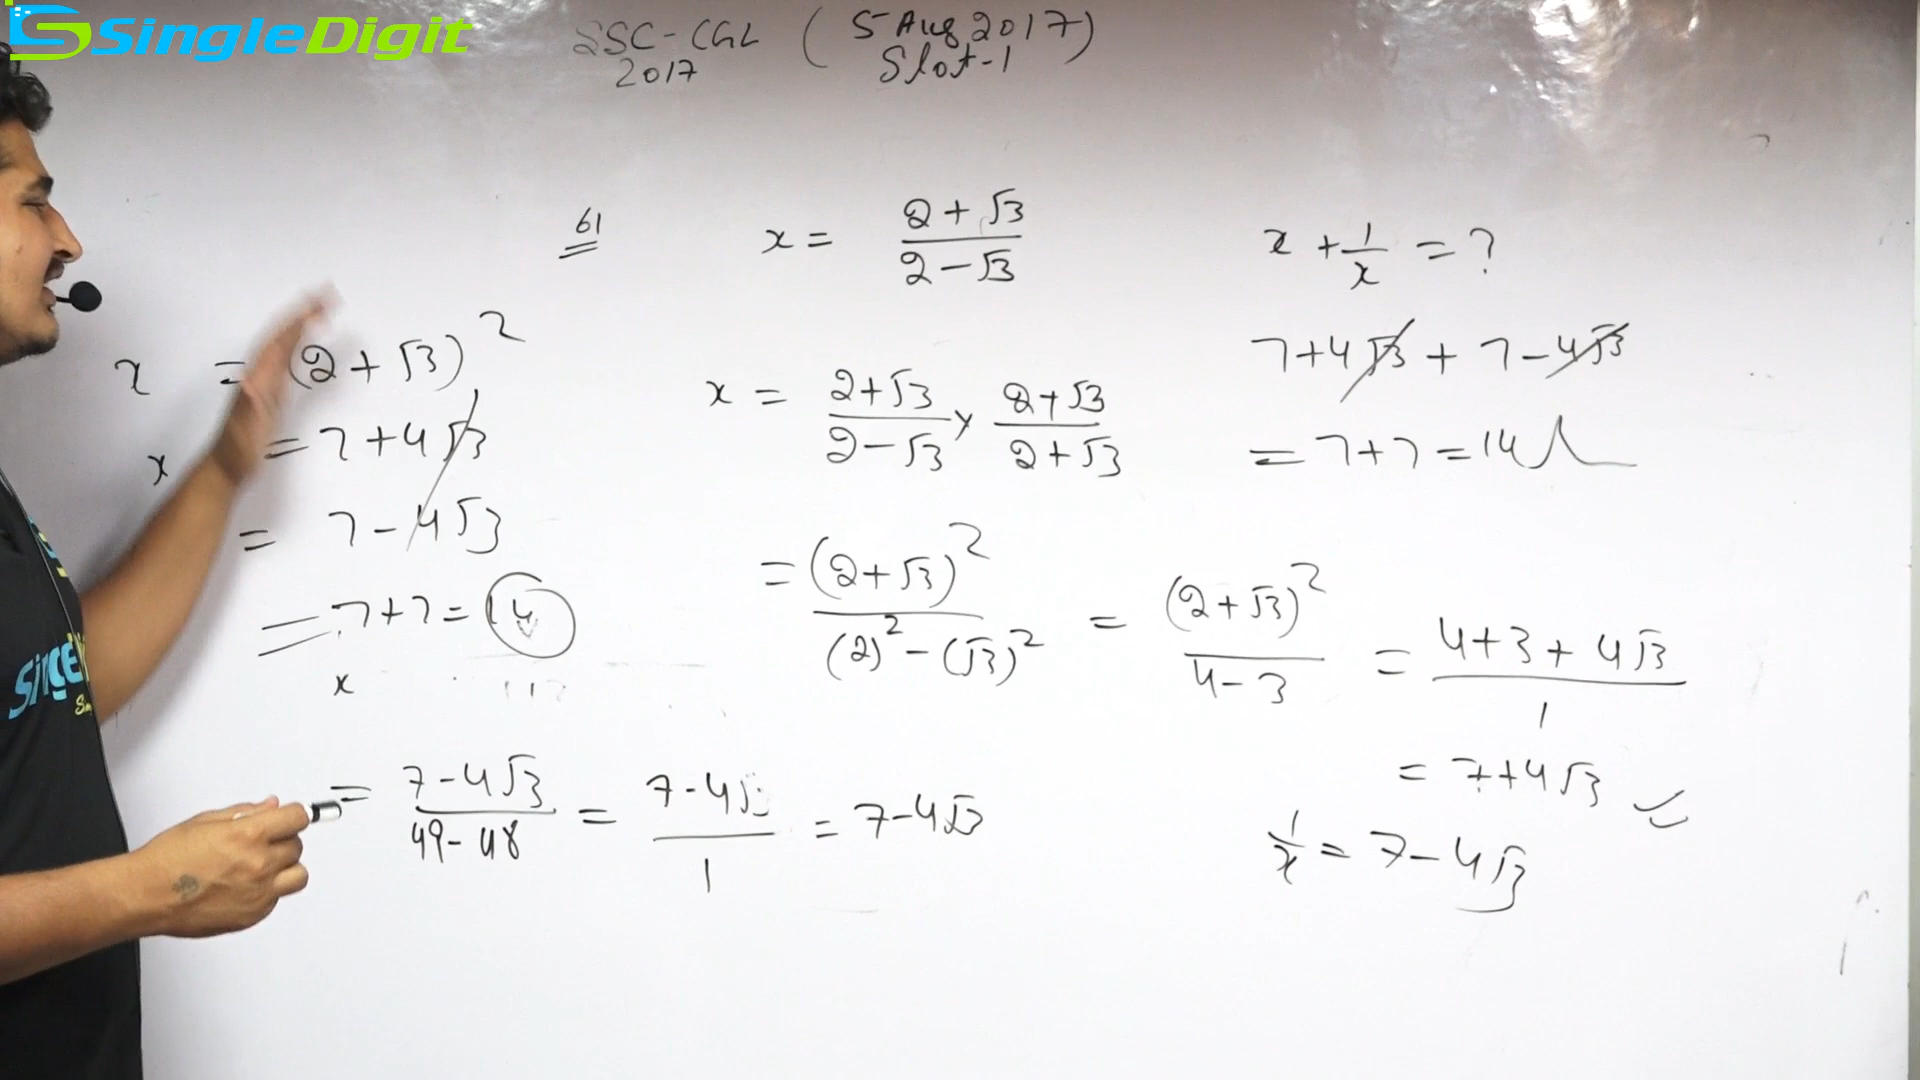 SingleDigit
SSC-CGL 2017 (5 Aug 2017) Slot-1
61
x = (2+√3)/(2-√3)
x + 1/x = ?
x = (2+√3)²
x = 7+4√3
= 7-4√3
= 7+7 = 14
x
x = (2+√3)/(2-√3) × (2+√3)/(2+√3)
= (2+√3)²/((2)²-(√3)²) = (2+√3)²/(4-3) = (4+3+4√3)/1
= 7+4√3
1/x = 7-4√3
7+4√3 + 7-4√3
= 7+7 = 14
= (7-4√3)/(49-48) = (7-4√3)/1 = 7-4√3